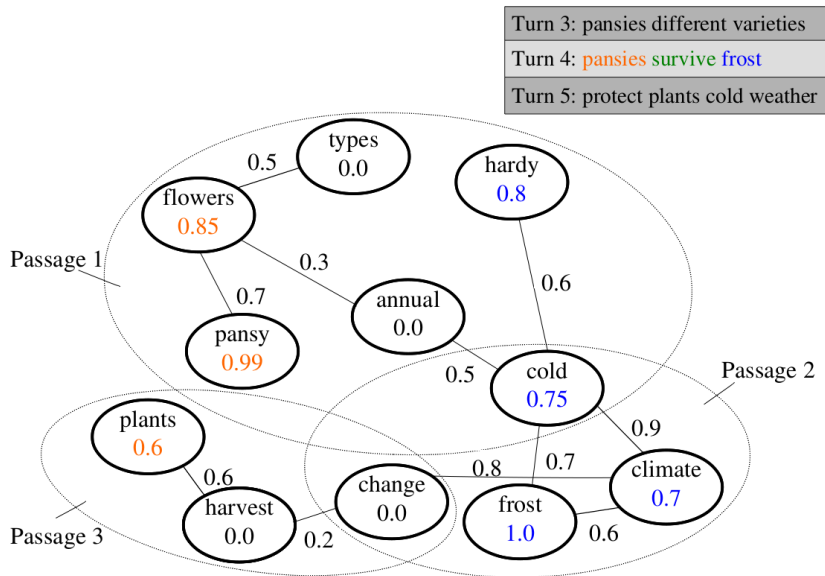 Turn 3: pansies different varieties
Turn 4: pansies survive frost
Turn 5: protect plants cold weather
types
0.0
hardy
0.8
0.5
flowers
0.85
Passage 1
0.3
0.6
0.7
annual
0.0
pansy
0.99
0.5
cold
0.75
Passage 2
plants
0.6
0.9
0.6
0.8
0.7
climate
0.7
change
0.0
harvest
0.0
frost
1.0
0.6
0.2
Passage 3